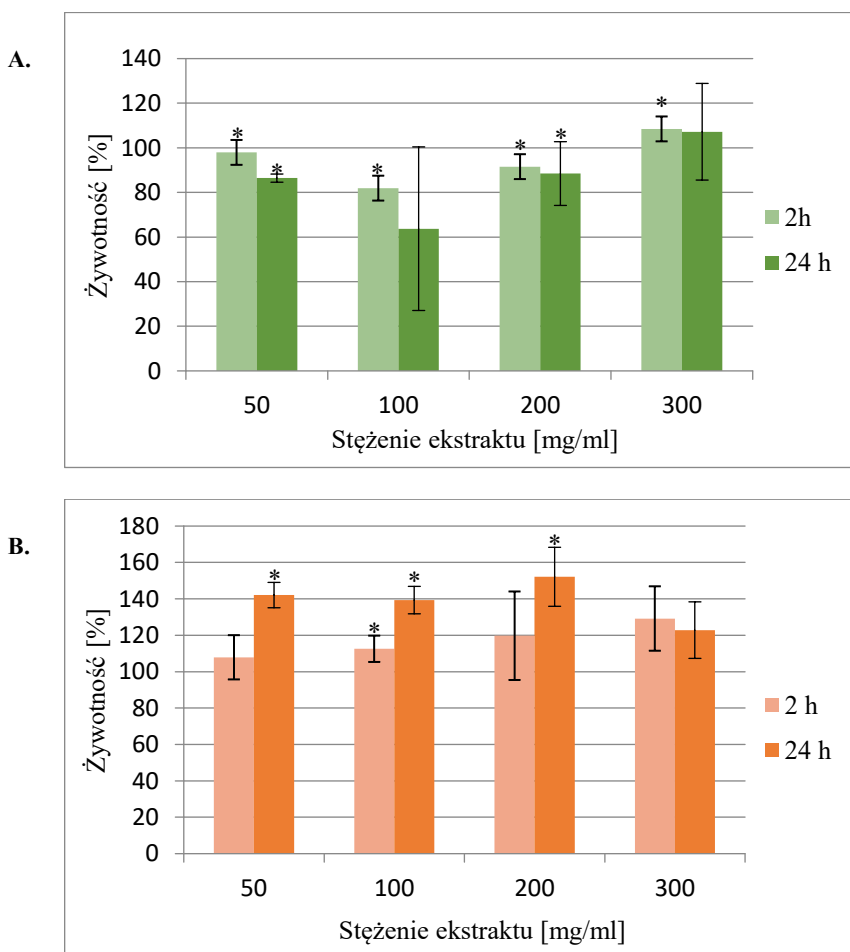 A.
Żywotność [%]
140
120
100
80
60
40
20
0
* * * * * *
50 100 200 300
Stężenie ekstraktu [mg/ml]
2h
24 h
B.
Żywotność [%]
180
160
140
120
100
80
60
40
20
0
* * * *
50 100 200 300
Stężenie ekstraktu [mg/ml]
2 h
24 h